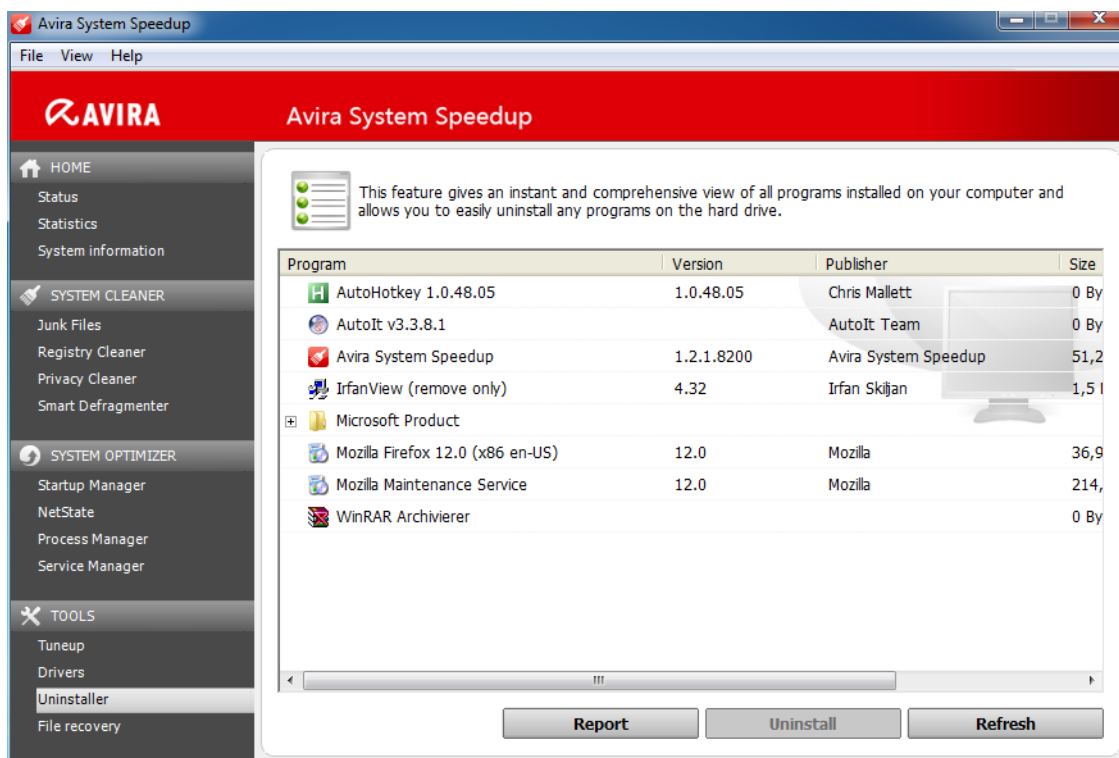 Avira System Speedup
File View Help
AVIRA
Avira System Speedup
HOME
Status
Statistics
System information
SYSTEM CLEANER
Junk Files
Registry Cleaner
Privacy Cleaner
Smart Defragmenter
SYSTEM OPTIMIZER
Startup Manager
NetState
Process Manager
Service Manager
TOOLS
Tuneup
Drivers
Uninstaller
File recovery
This feature gives an instant and comprehensive view of all programs installed on your computer and
allows you to easily uninstall any programs on the hard drive.
Program Version Publisher Size
AutoHotkey 1.0.48.05 1.0.48.05 Chris Mallett 0 By
AutoIt v3.3.8.1 AutoIt Team 0 By
Avira System Speedup 1.2.1.8200 Avira System Speedup 51,2
IrfanView (remove only) 4.32 Irfan Skiljan 1,5
Microsoft Product
Mozilla Firefox 12.0 (x86 en-US) 12.0 Mozilla 36,9
Mozilla Maintenance Service 12.0 Mozilla 214,
WinRAR Archivierer 0 By
Report Uninstall Refresh